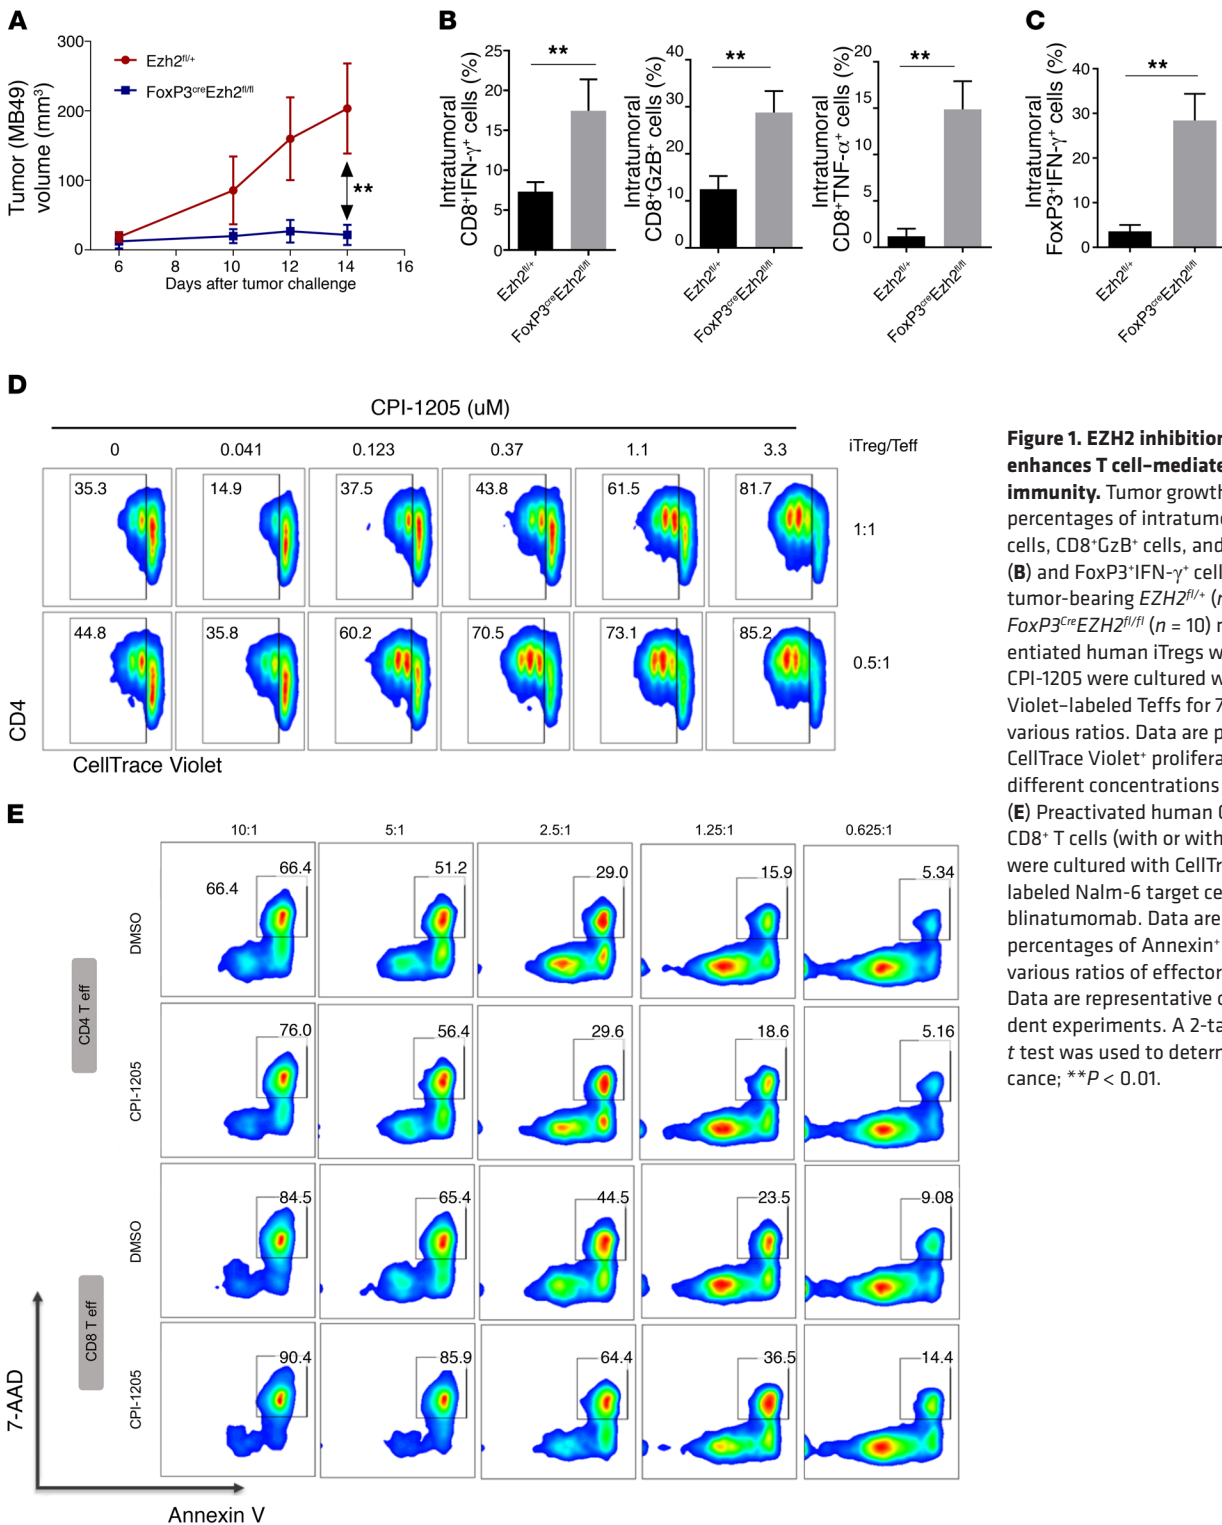 A
Tumor (MB49)
volume (mm³)
300
200
100
0
Ezh2fl/+
FoxP3creEzh2fl/fl
**
6 8 10 12 14 16
Days after tumor challenge
B
Intratumoral
CD8+IFN-γ+ cells (%)
25
20
15
10
5
0
**
Ezh2fl/+
FoxP3creEzh2fl/fl
Intratumoral
CD8+GzB+ cells (%)
40
30
20
10
0
**
Ezh2fl/+
FoxP3creEzh2fl/fl
Intratumoral
CD8+TNF-α+ cells (%)
20
15
10
5
0
**
Ezh2fl/+
FoxP3creEzh2fl/fl
C
Intratumoral
FoxP3+IFN-γ+ cells (%)
40
30
20
10
0
**
Ezh2fl/+
FoxP3creEzh2fl/fl
D
CPI-1205 (uM)
0 0.041 0.123 0.37 1.1 3.3 iTreg/Teff
35.3 14.9 37.5 43.8 61.5 81.7
1:1
44.8 35.8 60.2 70.5 73.1 85.2
0.5:1
CD4
CellTrace Violet
E
10:1 5:1 2.5:1 1.25:1 0.625:1
CD4 T eff
DMSO
66.4 66.4 51.2 29.0 15.9 5.34
CPI-1205
76.0 56.4 29.6 18.6 5.16
CD8 T eff
DMSO
84.5 65.4 44.5 23.5 9.08
CPI-1205
90.4 85.9 64.4 36.5 14.4
7-AAD
Annexin V
Figure 1. EZH2 inhibition
enhances T cell–mediate
immunity. Tumor growth
percentages of intratumo
cells, CD8+GzB+ cells, and
(B) and FoxP3+IFN-γ+ cell
tumor-bearing EZH2fl/+ (n
FoxP3CreEZH2fl/fl (n = 10) m
entiated human iTregs w
CPI-1205 were cultured w
Violet–labeled Teffs for 7
various ratios. Data are p
CellTrace Violet+ prolifera
different concentrations
(E) Preactivated human C
CD8+ T cells (with or with
were cultured with CellTr
labeled Nalm-6 target ce
blinatumomab. Data are
percentages of Annexin+
various ratios of effector
Data are representative o
dent experiments. A 2-ta
t test was used to determ
cance; **P < 0.01.